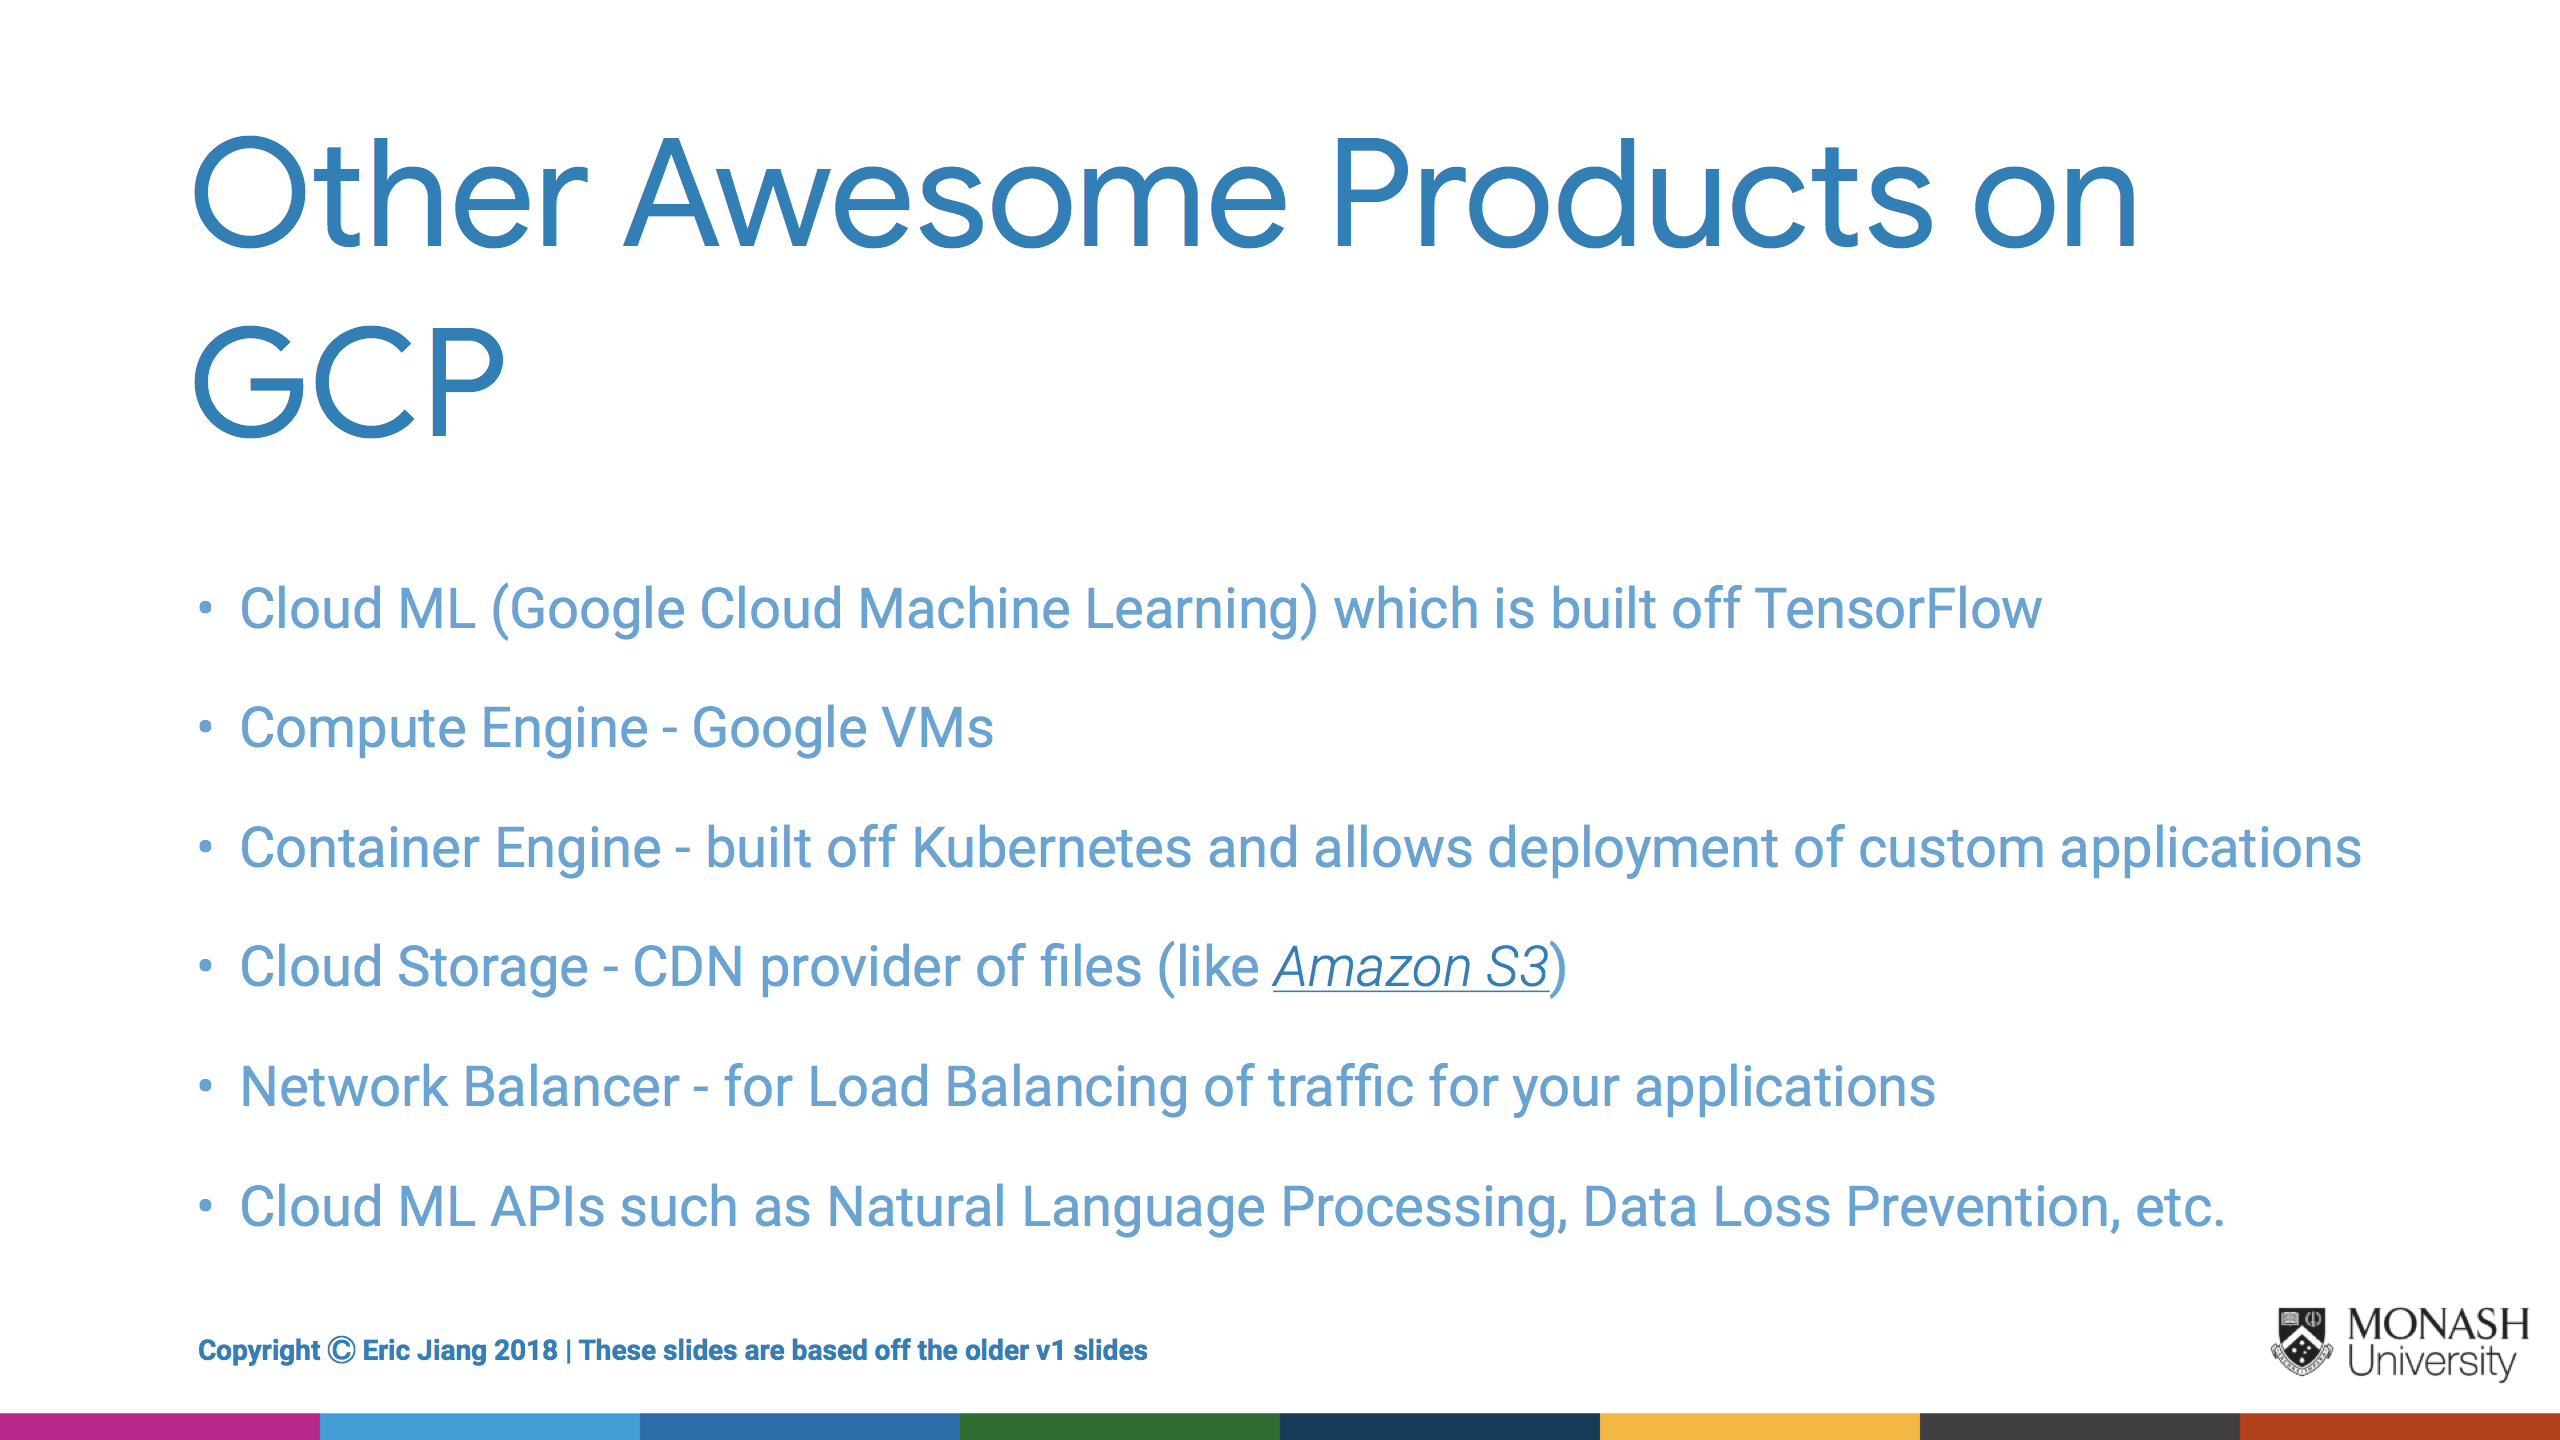 Other Awesome Products on
GCP
• Cloud ML (Google Cloud Machine Learning) which is built off TensorFlow
• Compute Engine - Google VMs
• Container Engine - built off Kubernetes and allows deployment of custom applications
• Cloud Storage - CDN provider of files (like Amazon S3)
• Network Balancer - for Load Balancing of traffic for your applications
• Cloud ML APIs such as Natural Language Processing, Data Loss Prevention, etc.
Copyright © Eric Jiang 2018 | These slides are based off the older v1 slides
MONASH
University